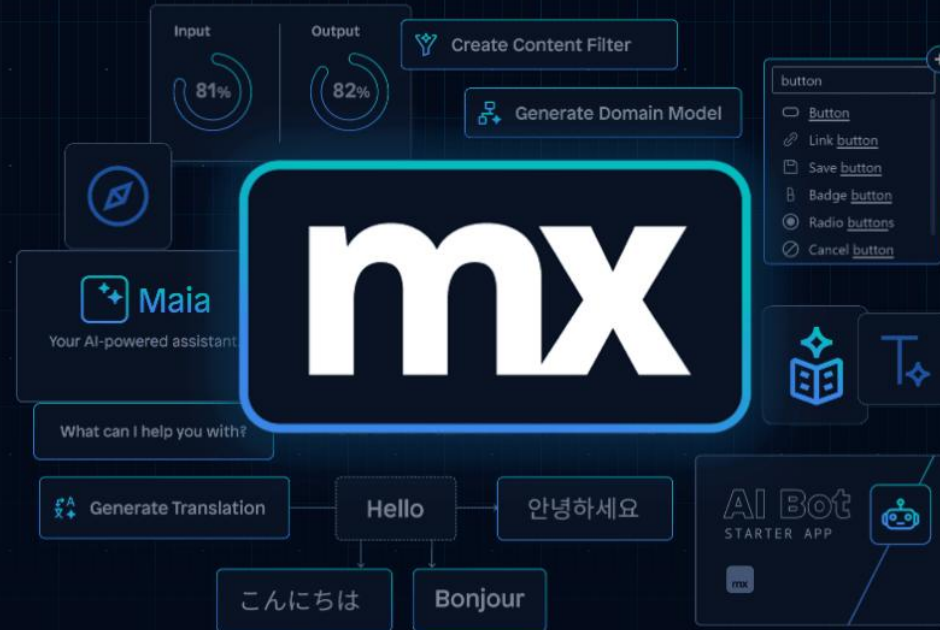 Input
Output
81%
82%
Create Content Filter
Generate Domain Model
button
Button
Link button
Save button
Badge button
Radio buttons
Cancel button
mx
Maia
Your AI-powered assistant
What can I help you with?
Generate Translation
Hello
안녕하세요
こんにちは
Bonjour
AI Bot
STARTER APP
mx